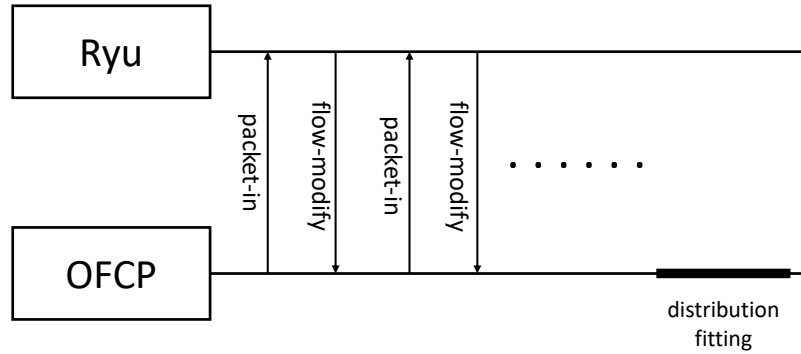 Ryu
packet-in
flow-modify
packet-in
flow-modify
. . . . . .
OFCP
distribution
fitting